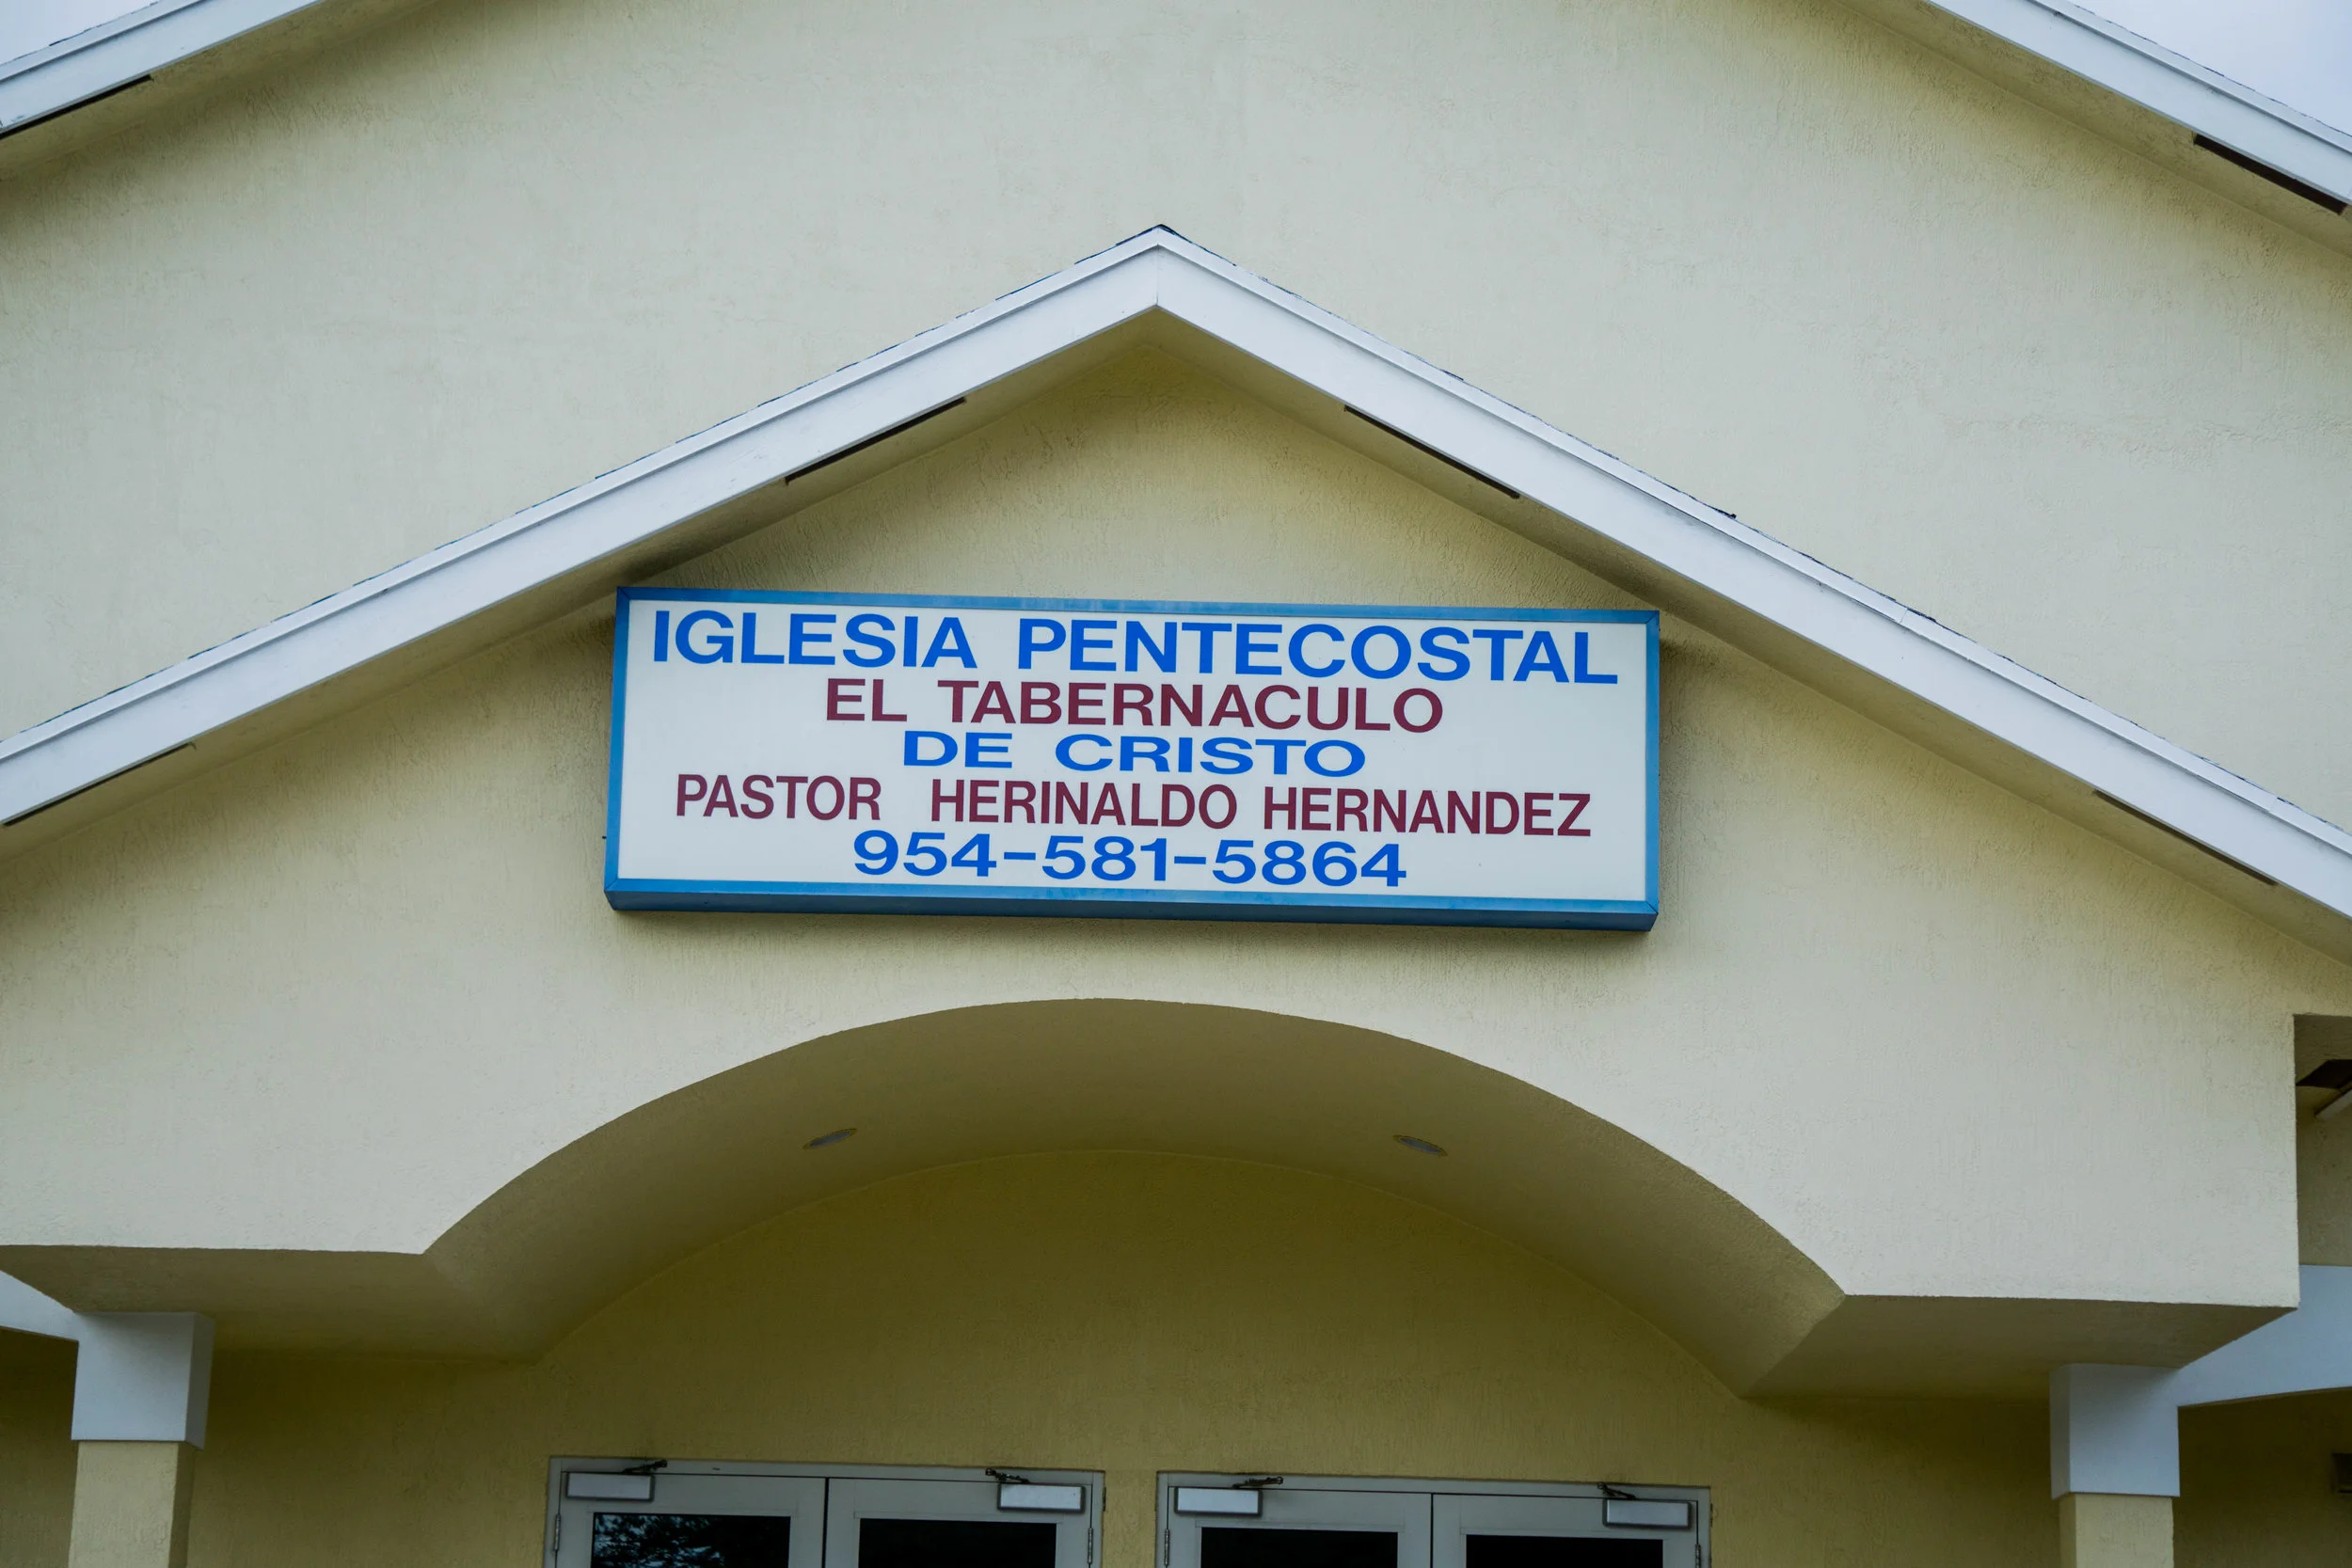 IGLESIA PENTECOSTAL
EL TABERNACULO
DE CRISTO
PASTOR HERINALDO HERNANDEZ
954-581-5864